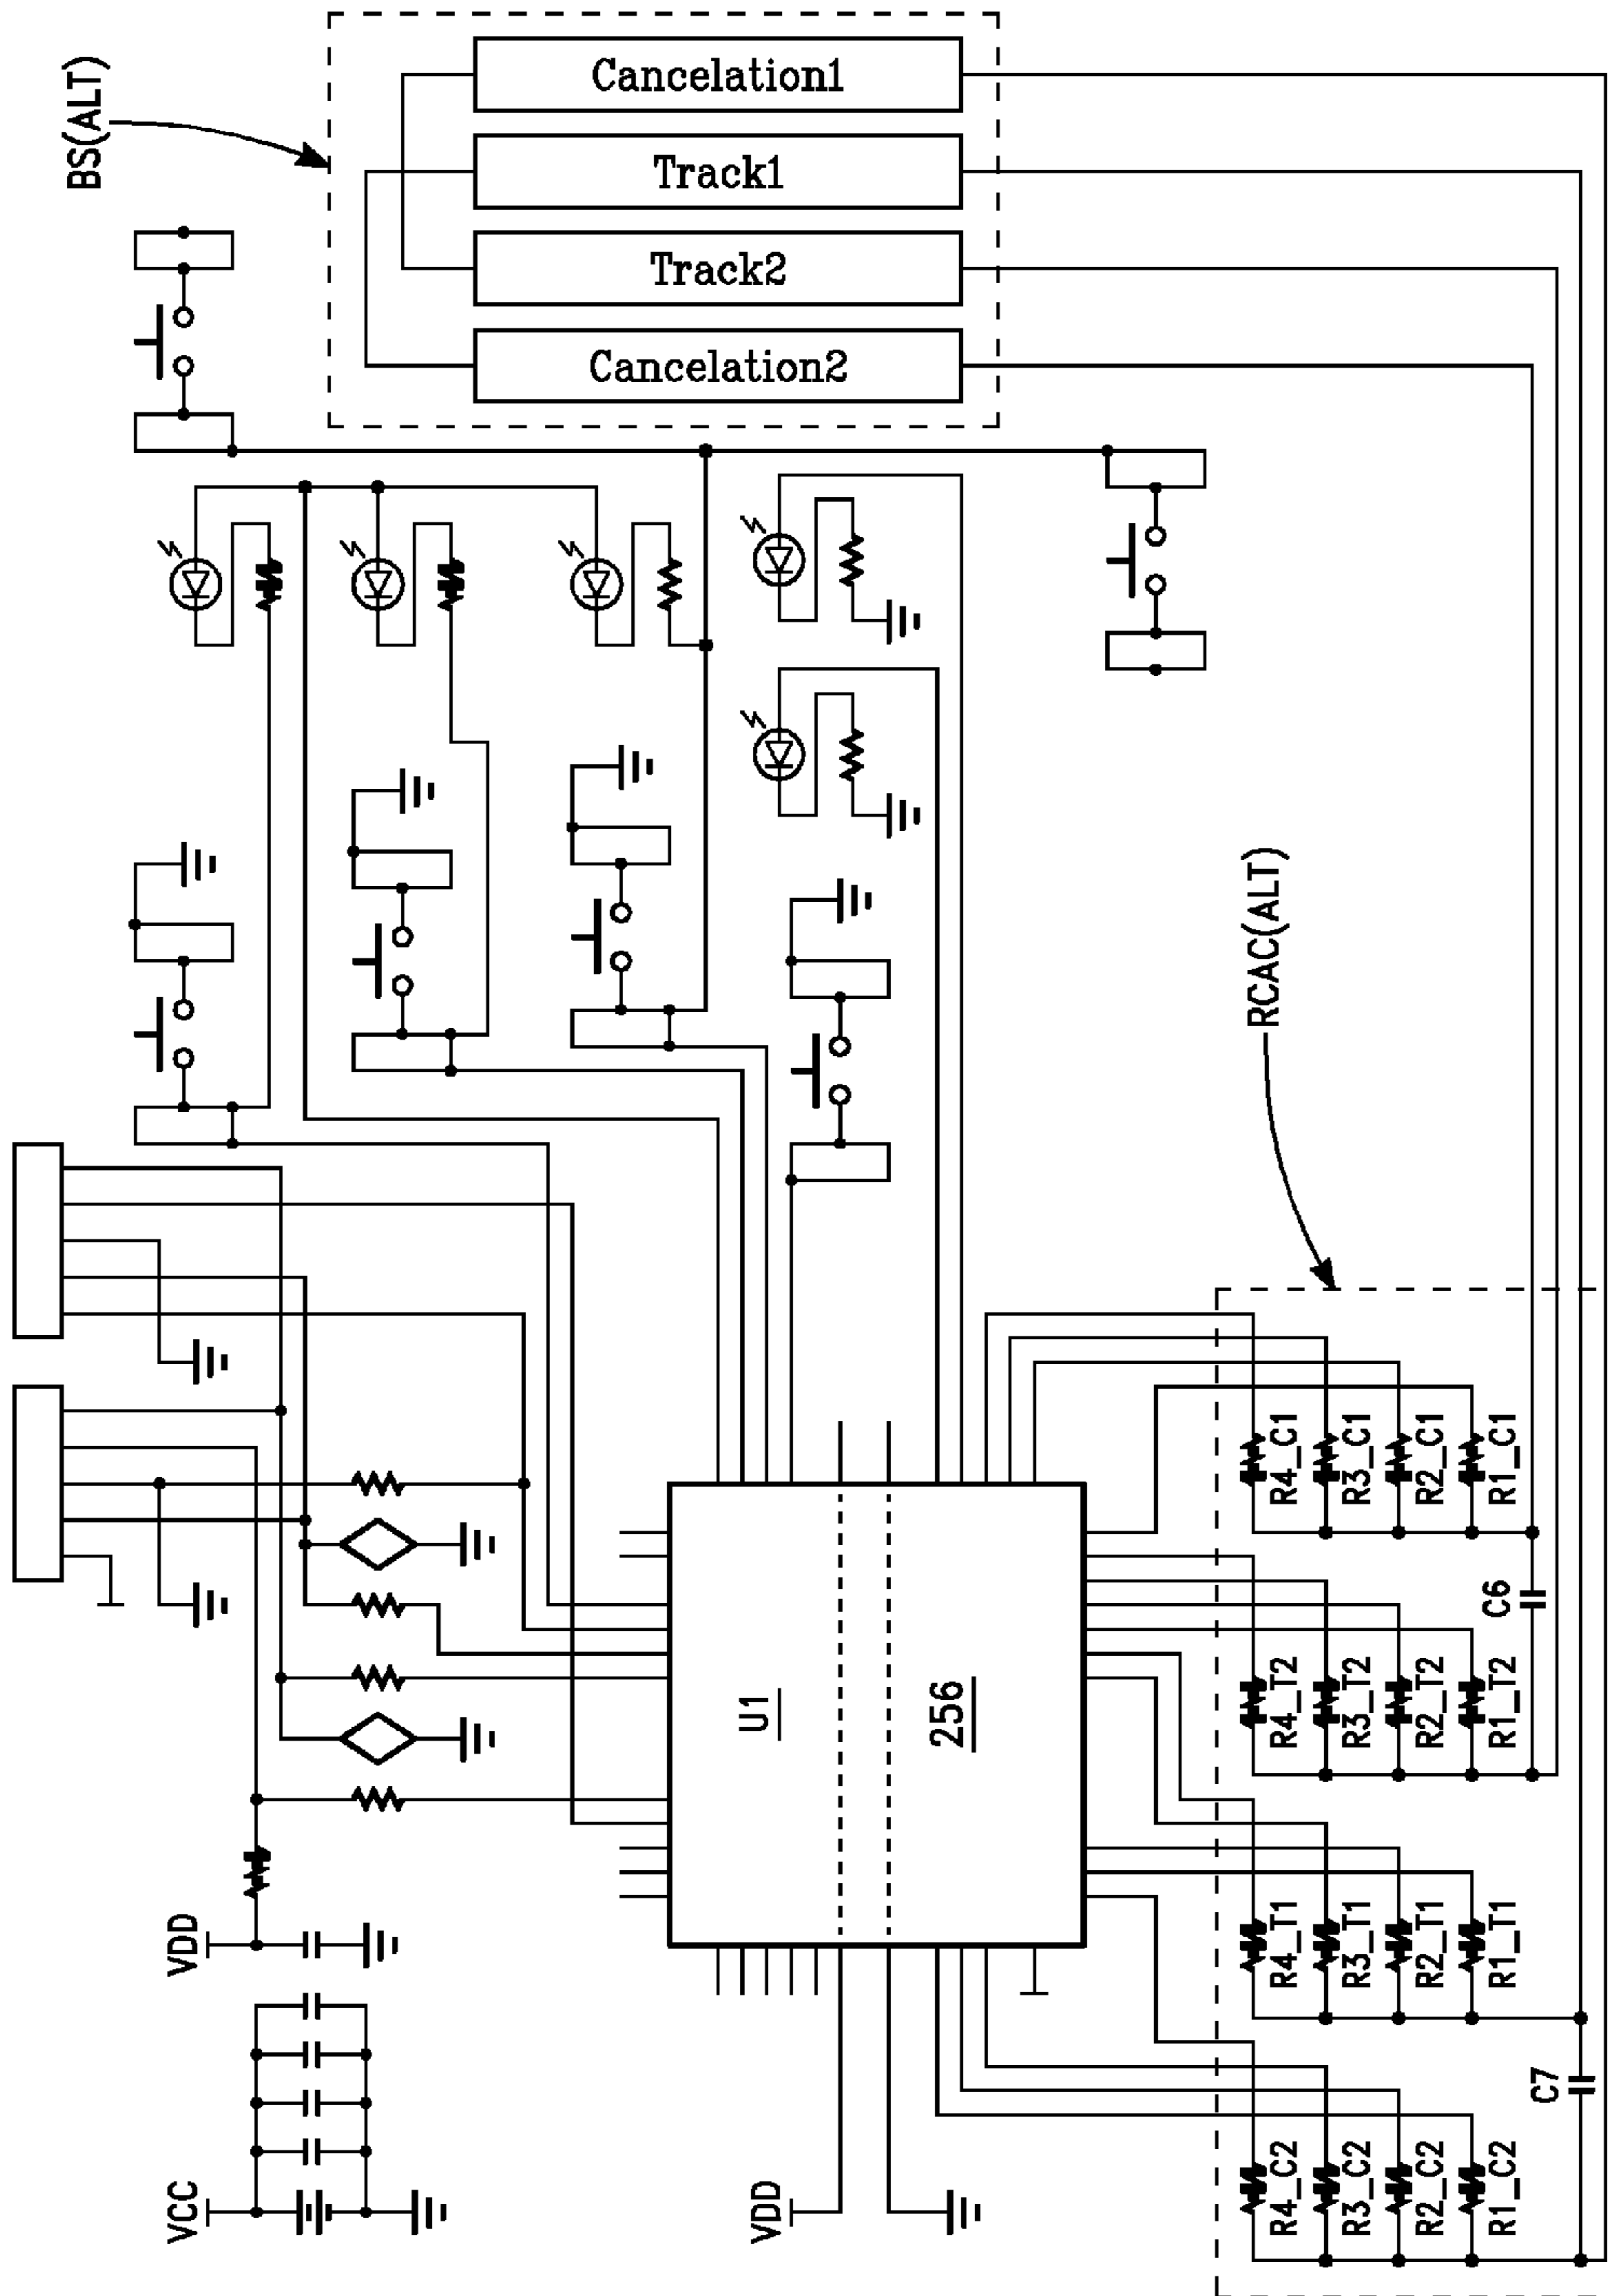 BS(ALT)
Cancelation1
Track1
Track2
Cancelation2
RCAC(ALT)
U1
256
R4_C1
R3_C1
R2_C1
R1_C1
C6
R4_T2
R3_T2
R2_T2
R1_T2
R4_T1
R3_T1
R2_T1
R1_T1
C7
R4_C2
R3_C2
R2_C2
R1_C2
VDD
VCC
VDD